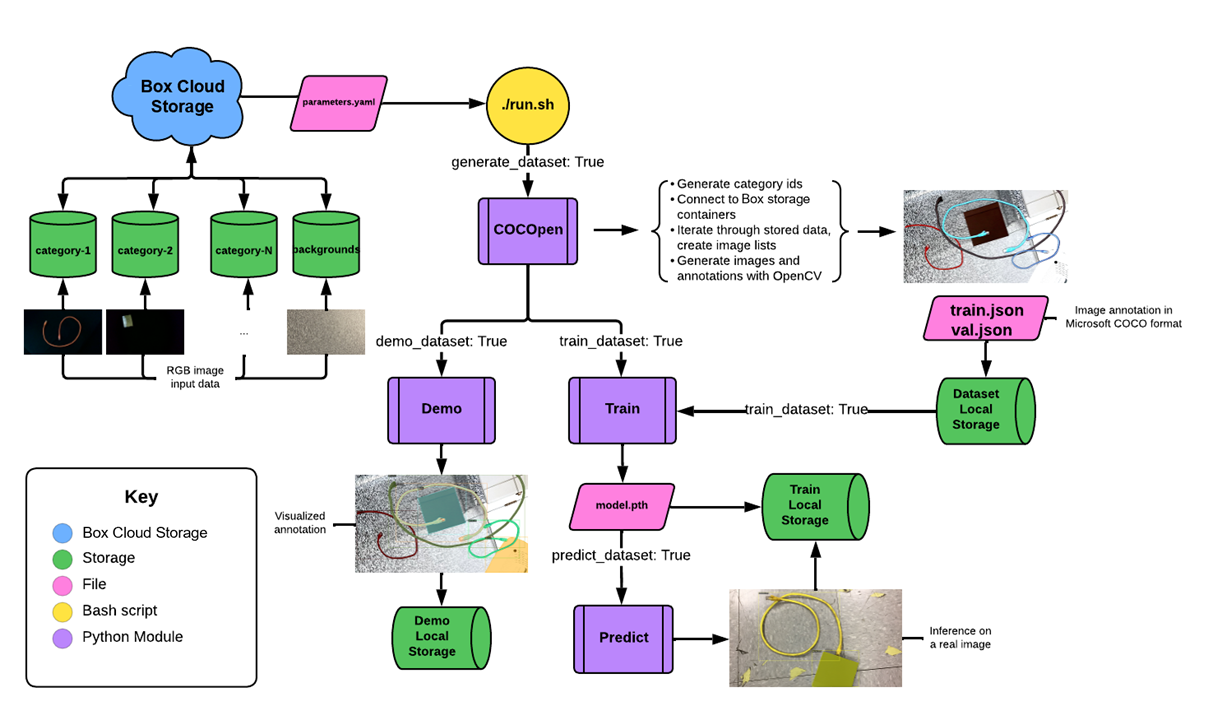 Box Cloud
Storage
parameters.yaml
./run.sh
generate_dataset: True
category-1
category-2
category-N
backgrounds
...
RGB image
input data
COCOpen
• Generate category ids
• Connect to Box storage
containers
• Iterate through stored data,
create image lists
• Generate images and
annotations with OpenCV
train.json
val.json
Image annotation in
Microsoft COCO format
demo_dataset: True
train_dataset: True
Demo
Train
train_dataset: True
Dataset
Local
Storage
Visualized
annotation
model.pth
Train
Local
Storage
predict_dataset: True
Demo
Local
Storage
Predict
Inference on
a real image
Key
Box Cloud Storage
Storage
File
Bash script
Python Module